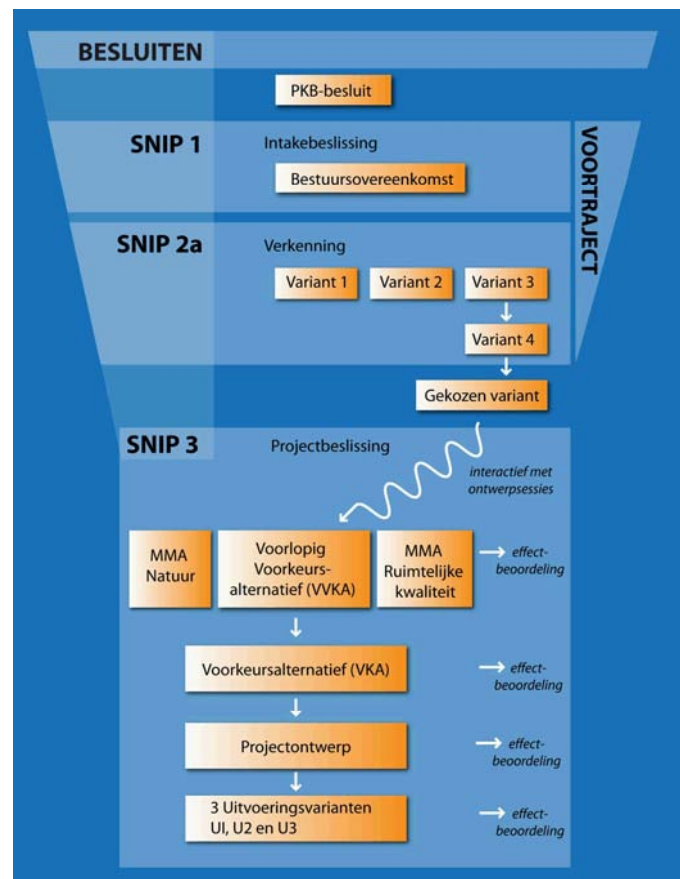 BESLUITEN
PKB-besluit
SNIP 1
Intakebeslissing
Bestuursovereenkomst
VOORTRAJECT
SNIP 2a
Verkenning
Variant 1
Variant 2
Variant 3
Variant 4
Gekozen variant
SNIP 3
Projectbeslissing
interactief met
ontwerpsessies
MMA
Natuur
Voorlopig
Voorkeurs-
alternatief (VVKA)
MMA
Ruimtelijke
kwaliteit
effect-
beoordeling
Voorkeursalternatief (VKA)
effect-
beoordeling
Projectontwerp
effect-
beoordeling
3 Uitvoeringsvarianten
UI, U2 en U3
effect-
beoordeling